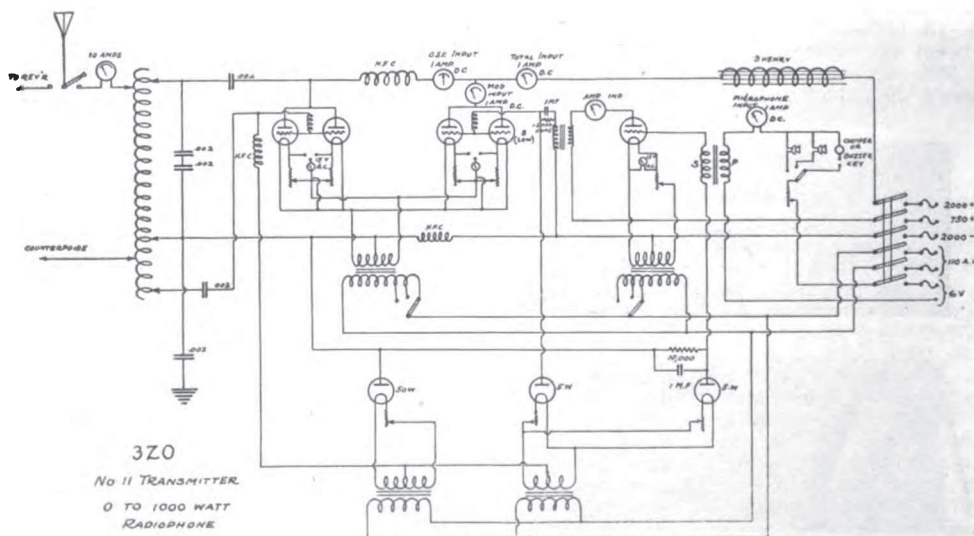 TO REC'R
10 AMPS
.002
H.F.C
OSC INPUT
1 AMP
D.C.
TOTAL INPUT
1 AMP
D.C
MOD
INPUT
1 AMP
D.C.
3 HENRY
MICROPHONE
INPUT 1 AMP
D.C.
1 MF
AMP IND
H.F.C
.002
.002
15 V
A.C.
S
P
CHOPPER
OR
BUZZER
KEY
2000+
750+
2000-
110 A.C.
6V
COUNTERPOISE
H.F.C
.002
.002
10,000
1 M.F
50W
5W
5W
3ZO
No 11 TRANSMITTER
0 TO 1000 WATT
RADIOPHONE